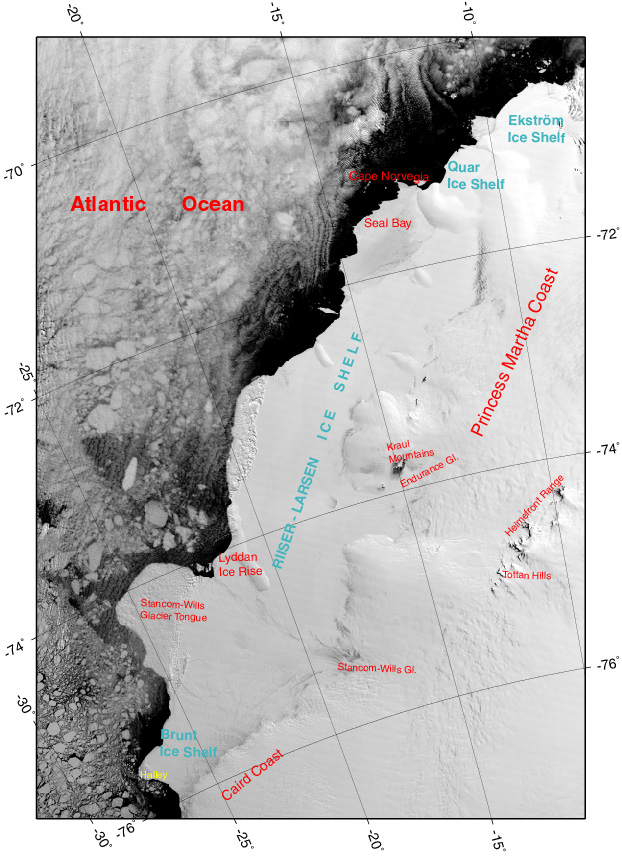 -20°
-15°
-10°
Ekström
Ice Shelf
-70°
Cape Norvegia
Quar
Ice Shelf
Atlantic Ocean
Seal Bay
-72°
Princess Martha Coast
RIISER-LARSEN ICE SHELF
-25°
-72°
Kraul
Mountains
Endurance Gl.
-74°
Heimefront Range
Lyddan
Ice Rise
Tottan Hills
Stancom-Wills
Glacier Tongue
-74°
Stancom-Wills Gl.
-76°
-30°
Brunt
Ice Shelf
Halley
Caird Coast
-30°
-76°
-25°
-20°
-15°